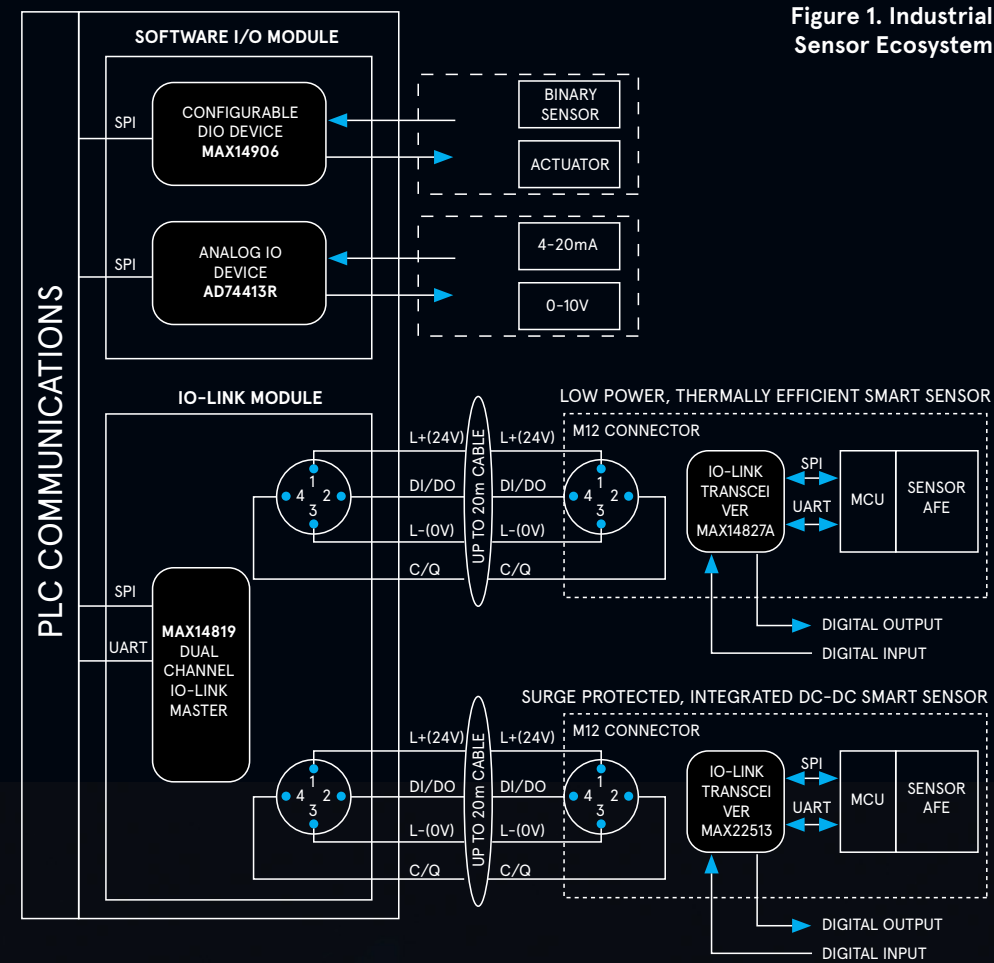 Figure 1. Industrial
Sensor Ecosystem
PLC COMMUNICATIONS
SOFTWARE I/O MODULE
SPI
CONFIGURABLE
DIO DEVICE
MAX14906
BINARY
SENSOR
ACTUATOR
SPI
ANALOG IO
DEVICE
AD74413R
4-20mA
0-10V
IO-LINK MODULE
SPI
UART
MAX14819
DUAL
CHANNEL
IO-LINK
MASTER
1
4 2
3
L+(24V)
DI/DO
L-(0V)
C/Q
UP TO 20m CABLE
L+(24V)
DI/DO
L-(0V)
C/Q
LOW POWER, THERMALLY EFFICIENT SMART SENSOR
M12 CONNECTOR
1
4 2
3
IO-LINK
TRANSCEI
VER
MAX14827A
SPI
UART
MCU
SENSOR
AFE
DIGITAL OUTPUT
DIGITAL INPUT
1
4 2
3
L+(24V)
DI/DO
L-(0V)
C/Q
UP TO 20m CABLE
L+(24V)
DI/DO
L-(0V)
C/Q
SURGE PROTECTED, INTEGRATED DC-DC SMART SENSOR
M12 CONNECTOR
1
4 2
3
IO-LINK
TRANSCEI
VER
MAX22513
SPI
UART
MCU
SENSOR
AFE
DIGITAL OUTPUT
DIGITAL INPUT